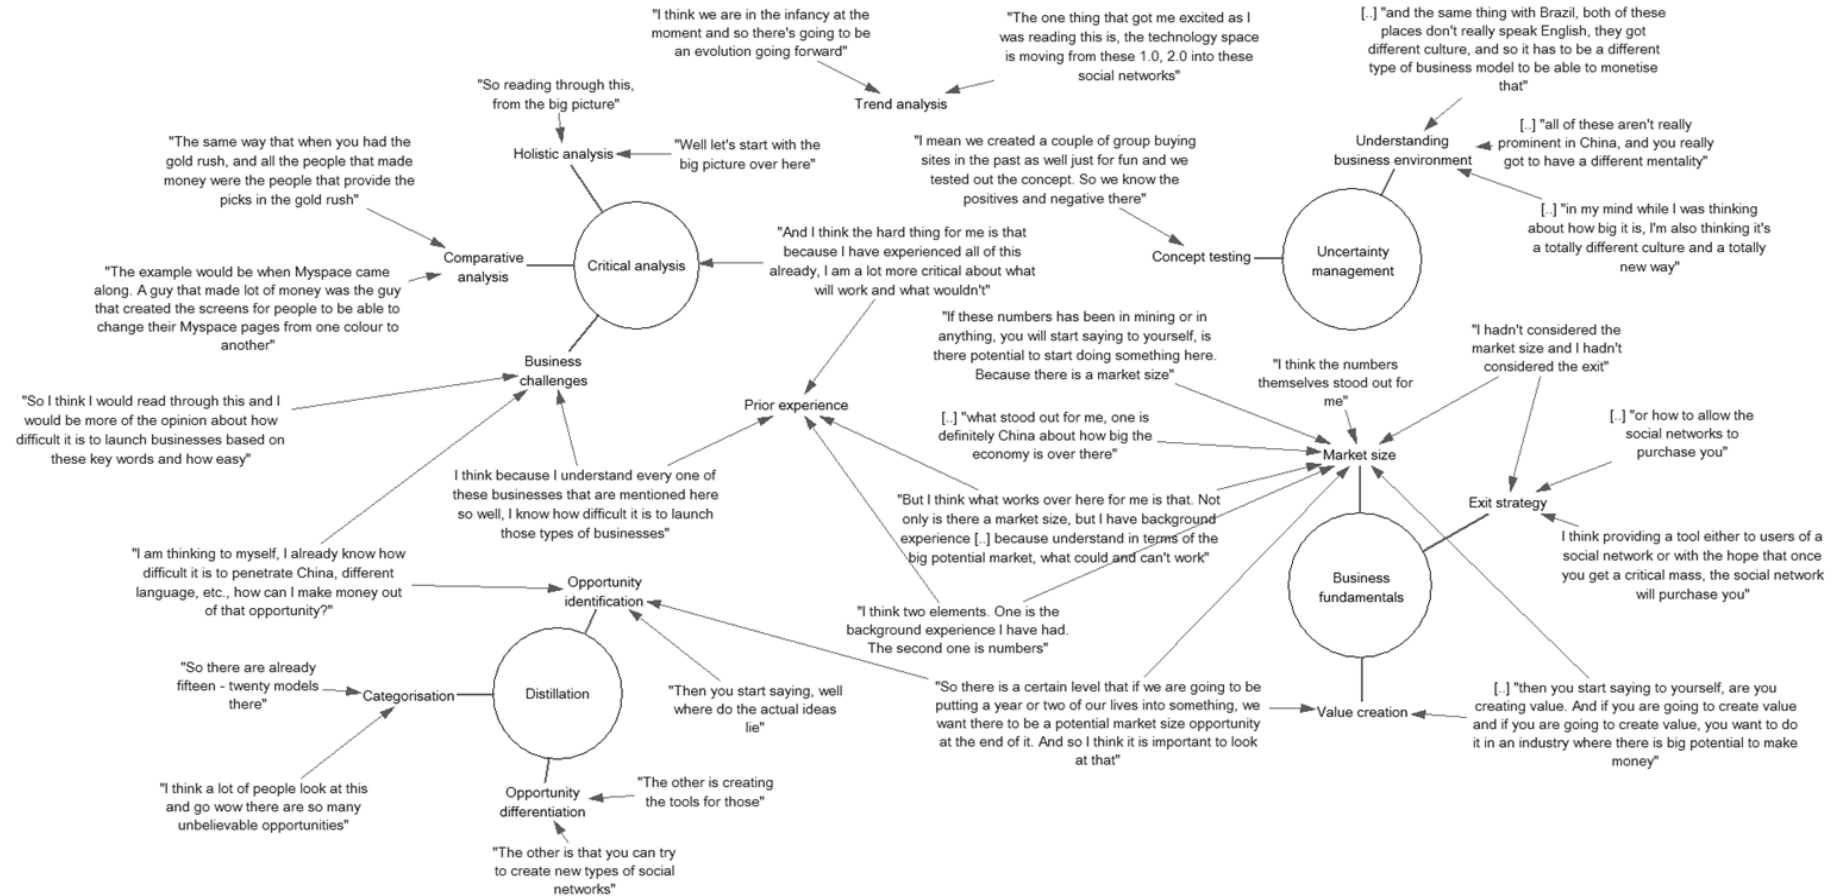 "I think we are in the infancy at the
moment and so there's going to be
an evolution going forward"
"The one thing that got me excited as I
was reading this is, the technology space
is moving from these 1.0, 2.0 into these
social networks"
[..] "and the same thing with Brazil, both of these
places don't really speak English, they got
different culture, and so it has to be a different
type of business model to be able to monetise
that"
"So reading through this,
from the big picture"
Trend analysis
"The same way that when you had the
gold rush, and all the people that made
money were the people that provide the
picks in the gold rush"
Holistic analysis
"Well let's start with the
big picture over here"
"I mean we created a couple of group buying
sites in the past as well just for fun and we
tested out the concept. So we know the
positives and negative there"
Understanding
business environment
[..] "all of these aren't really
prominent in China, and you really
got to have a different mentality"
[..] "in my mind while I was thinking
about how big it is, I'm also thinking it's
a totally different culture and a totally
new way"
Comparative
analysis
Critical analysis
"And I think the hard thing for me is that
because I have experienced all of this
already, I am a lot more critical about what
will work and what wouldn't"
Concept testing
Uncertainty
management
"The example would be when Myspace came
along. A guy that made lot of money was the guy
that created the screens for people to be able to
change their Myspace pages from one colour to
another"
"If these numbers has been in mining or in
anything, you will start saying to yourself, is
there potential to start doing something here.
Because there is a market size"
"I think the numbers
themselves stood out for
me"
"I hadn't considered the
market size and I hadn't
considered the exit"
Business
challenges
"So I think I would read through this and I
would be more of the opinion about how
difficult it is to launch businesses based on
these key words and how easy"
Prior experience
[..] "what stood out for me, one is
definitely China about how big the
economy is over there"
[..] "or how to allow the
social networks to
purchase you"
Market size
I think because I understand every one of
these businesses that are mentioned here
so well, I know how difficult it is to launch
those types of businesses"
"But I think what works over here for me is that. Not
only is there a market size, but I have background
experience [..] because understand in terms of the
big potential market, what could and can't work"
Exit strategy
I think providing a tool either to users of a
social network or with the hope that once
you get a critical mass, the social network
will purchase you"
"I am thinking to myself, I already know how
difficult it is to penetrate China, different
language, etc., how can I make money out
of that opportunity?"
Opportunity
identification
Business
fundamentals
"I think two elements. One is the
background experience I have had.
The second one is numbers"
"So there are already
fifteen - twenty models
there"
Categorisation
Distillation
"Then you start saying, well
where do the actual ideas
lie"
"So there is a certain level that if we are going to be
putting a year or two of our lives into something, we
want there to be a potential market size opportunity
at the end of it. And so I think it is important to look
at that"
Value creation
[..] "then you start saying to yourself, are you
creating value. And if you are going to create value
and if you are going to create value, you want to do
it in an industry where there is big potential to make
money"
"I think a lot of people look at this
and go wow there are so many
unbelievable opportunities"
Opportunity
differentiation
"The other is creating
the tools for those"
"The other is that you can try
to create new types of social
networks"